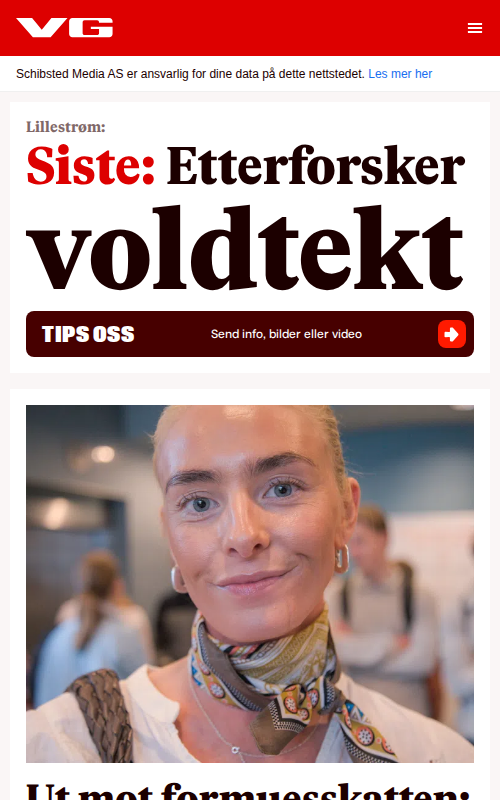 VG
Schibsted Media AS er ansvarlig for dine data på dette nettstedet. Les mer her
Lillestrøm:
Siste: Etterforsker
voldtekt
TIPS OSS
Send info, bilder eller video
Ut mot formuesskatten: